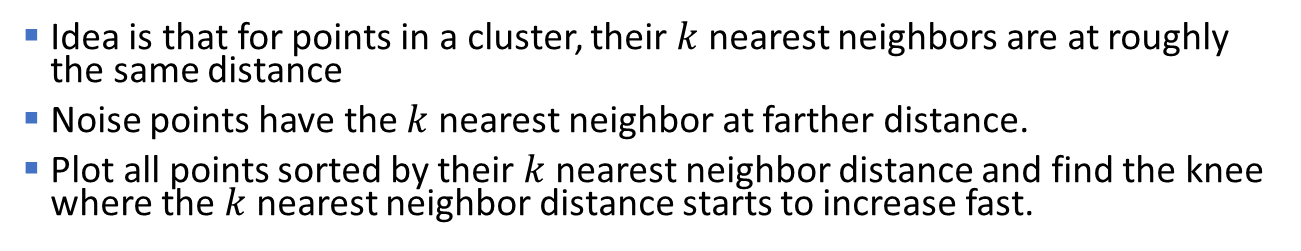 ▪ Idea is that for points in a cluster, their k nearest neighbors are at roughly
the same distance
▪ Noise points have the k nearest neighbor at farther distance.
▪ Plot all points sorted by their k nearest neighbor distance and find the knee
where the k nearest neighbor distance starts to increase fast.